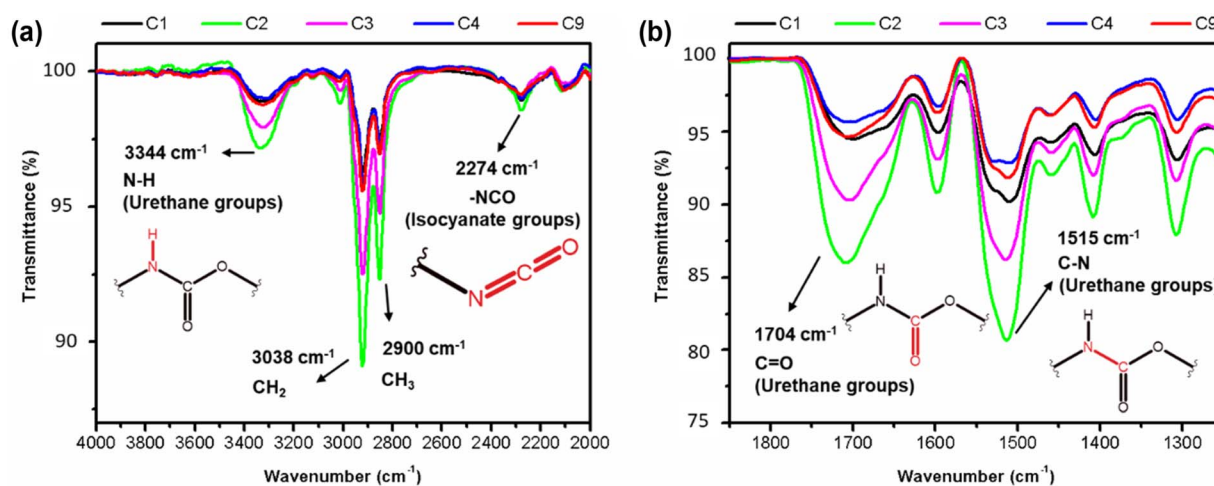 (a)
C1 C2 C3 C4 C9
100
95
90
Transmittance (%)
3344 cm-1
N-H
(Urethane groups)
H
N
C
O
O
3038 cm-1
CH2
2900 cm-1
CH3
2274 cm-1
-NCO
(Isocyanate groups)
N
C
O
4000 3800 3600 3400 3200 3000 2800 2600 2400 2200 2000
Wavenumber (cm-1)
(b)
C1 C2 C3 C4 C9
100
95
90
85
80
75
Transmittance (%)
1704 cm-1
C=O
(Urethane groups)
H
N
C
O
O
1515 cm-1
C-N
(Urethane groups)
H
N
C
O
O
1800 1700 1600 1500 1400 1300
Wavenumber (cm-1)